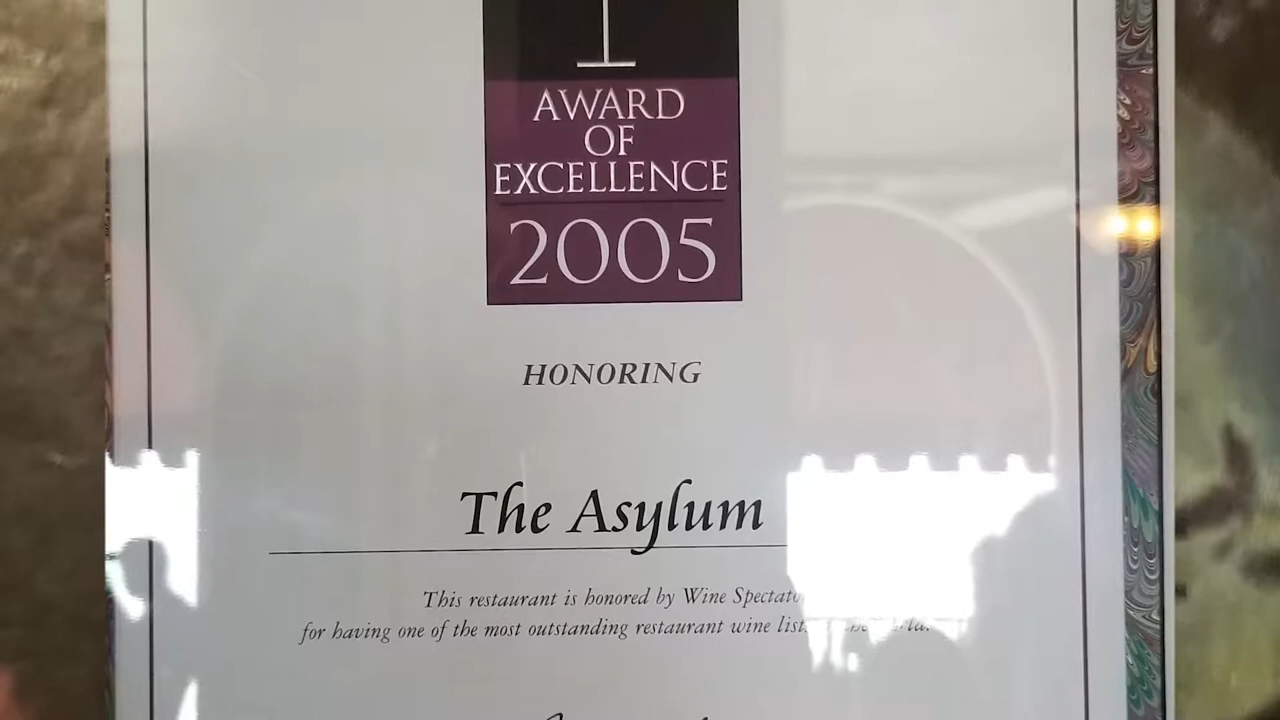 AWARD
OF
EXCELLENCE
2005
HONORING
The Asylum
This restaurant is honored by Wine
for having one of the most outstanding restaurant wine